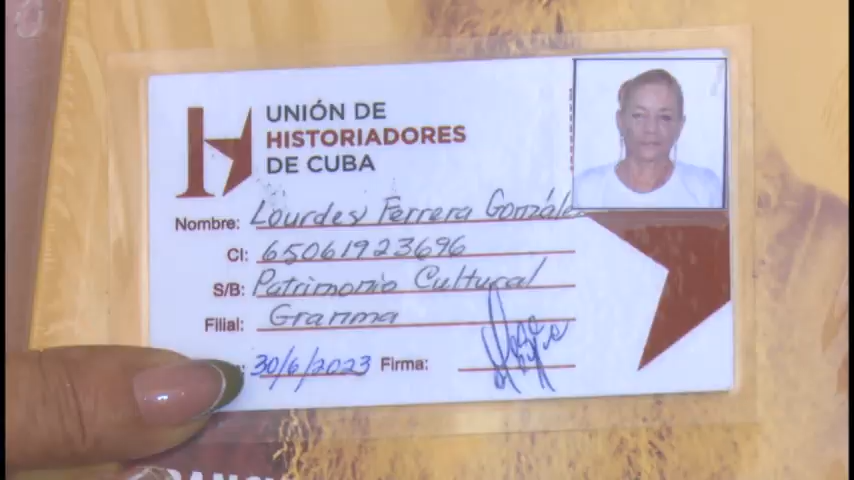 UNIÓN DE
HISTORIADORES
DE CUBA
Nombre: Lourdes Ferrera
CI: 65061923696
S/B: Patrimonio Cultural
Filial: Granma
30/6/2023 Firma: